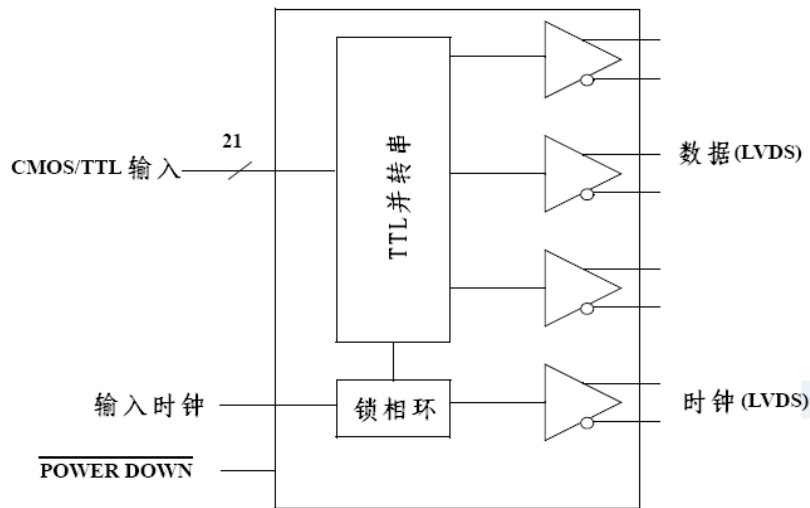 21
CMOS/TTL 输入
TTL并转串
数据(LVDS)
输入时钟
锁相环
时钟(LVDS)
POWER DOWN